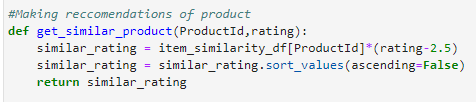 #Making reccomendations of product
def get_similar_product(ProductId,rating):
    similar_rating = item_similarity_df[ProductId]*(rating-2.5)
    similar_rating = similar_rating.sort_values(ascending=False)
    return similar_rating